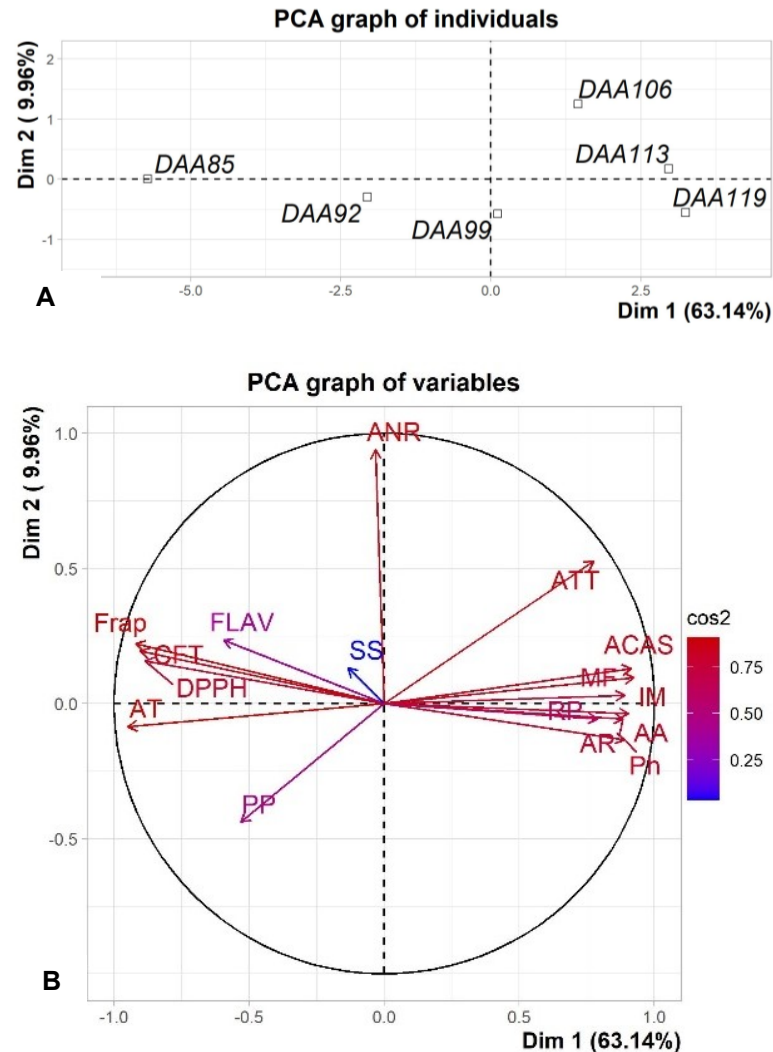 PCA graph of individuals
Dim 2 ( 9.96%)
2
1
0
-1
DAA106
DAA113
DAA85
DAA119
DAA92
DAA99
-5.0
-2.5
0.0
2.5
A
Dim 1 (63.14%)
PCA graph of variables
Dim 2 ( 9.96%)
1.0
0.5
0.0
-0.5
ANR
ATT
Frap
FLAV
CFT
SS
ACAS
DPPH
MF
IM
AT
RP
AA
AR
Pn
PP
cos2
0.75
0.50
0.25
B
-1.0
-0.5
0.0
0.5
1.0
Dim 1 (63.14%)